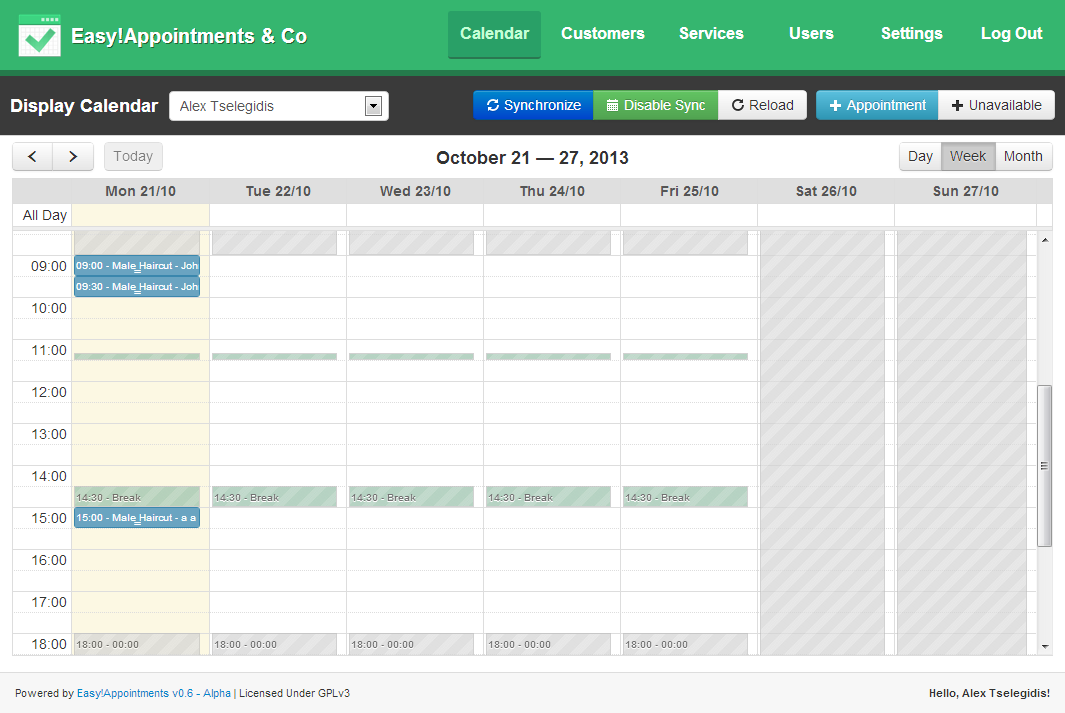 Easy!Appointments & Co
Calendar Customers Services Users Settings Log Out
Display Calendar Alex Tselegidis Synchronize Disable Sync Reload Appointment Unavailable
Today October 21 — 27, 2013 Day Week Month
Mon 21/10 Tue 22/10 Wed 23/10 Thu 24/10 Fri 25/10 Sat 26/10 Sun 27/10
All Day
09:00 09:00 - Male Haircut - Joh
09:30 - Male Haircut - Joh
10:00
11:00
12:00
13:00
14:00
14:30 - Break 14:30 - Break 14:30 - Break 14:30 - Break 14:30 - Break
15:00 15:00 - Male Haircut - a a
16:00
17:00
18:00 18:00 - 00:00 18:00 - 00:00 18:00 - 00:00 18:00 - 00:00 18:00 - 00:00
Powered by Easy!Appointments v0.6 - Alpha | Licensed Under GPLv3 Hello, Alex Tselegidis!